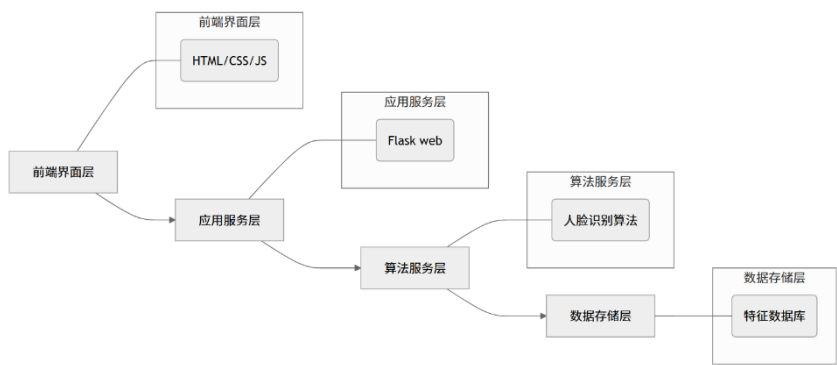 前端界面层
HTML/CSS/JS
应用服务层
Flask web
前端界面层
算法服务层
应用服务层
人脸识别算法
算法服务层
数据存储层
数据存储层
特征数据库